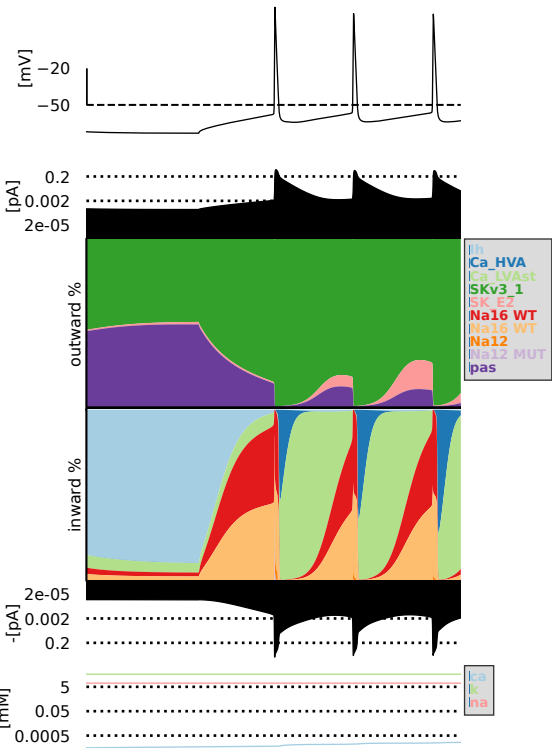 [mV]
−20
−50
[pA]
0.2
0.002
2e-05
outward %
Ih
Ca_HVA
Ca_LVAst
SKv3_1
SK_E2
Na16 WT
Na16 WT
Na12
Na12 MUT
pas
inward %
-[pA]
2e-05
0.002
0.2
[mM]
5
0.05
0.0005
ca
k
na